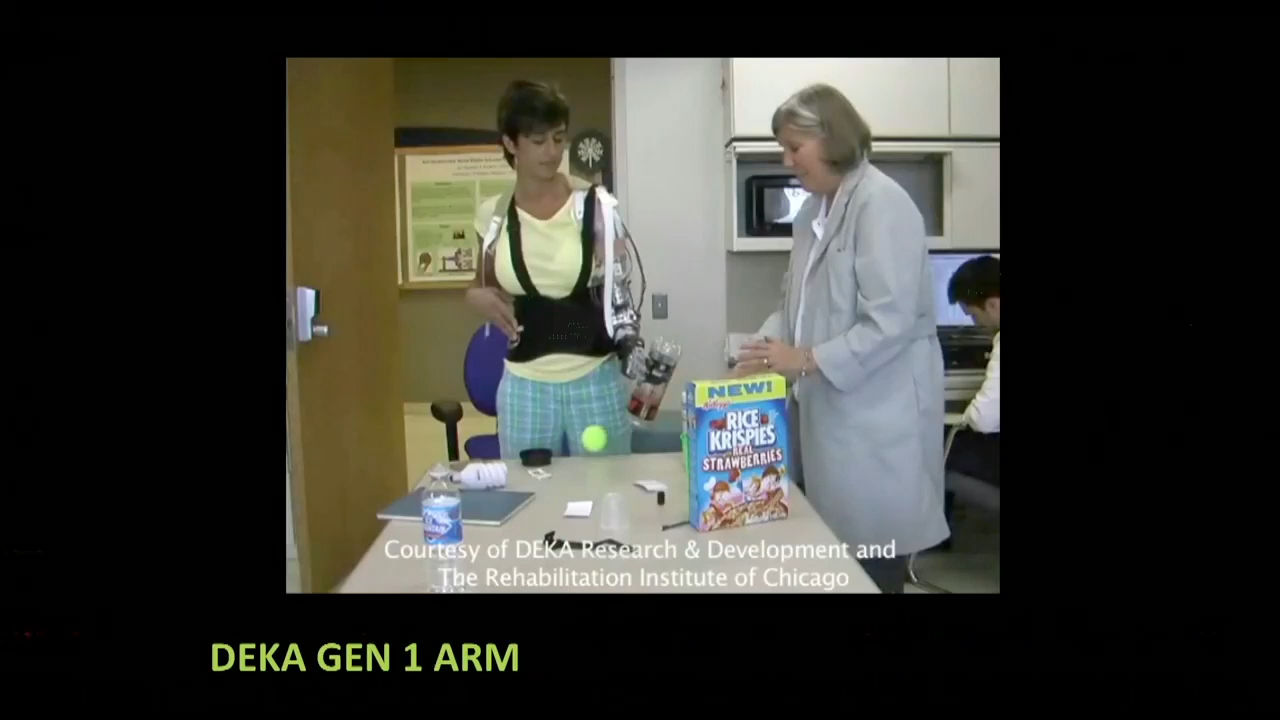 NEW!
Kellogg's
RICE
KRISPIES
REAL
STRAWBERRIES
Courtesy of DEKA Research & Development and
The Rehabilitation Institute of Chicago
DEKA GEN 1 ARM